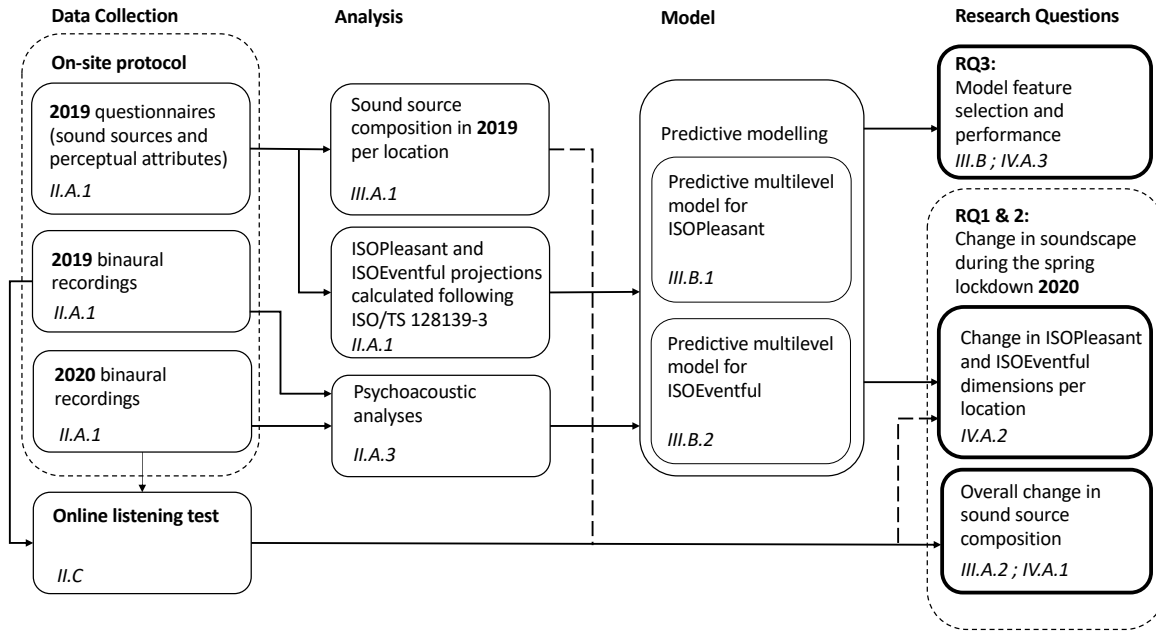 Data Collection
Analysis
Model
Research Questions
On-site protocol
2019 questionnaires
(sound sources and
perceptual attributes)
II.A.1
2019 binaural
recordings
II.A.1
2020 binaural
recordings
II.A.1
Online listening test
II.C
Sound source
composition in 2019
per location
III.A.1
ISOPleasant and
ISOEventful projections
calculated following
ISO/TS 128139-3
II.A.1
Psychoacoustic
analyses
II.A.3
Predictive modelling
Predictive multilevel
model for
ISOPleasant
III.B.1
Predictive multilevel
model for
ISOEventful
III.B.2
RQ3:
Model feature
selection and
performance
III.B ; IV.A.3
RQ1 & 2:
Change in soundscape
during the spring
lockdown 2020
Change in ISOPleasant
and ISOEventful
dimensions per
location
IV.A.2
Overall change in
sound source
composition
III.A.2 ; IV.A.1